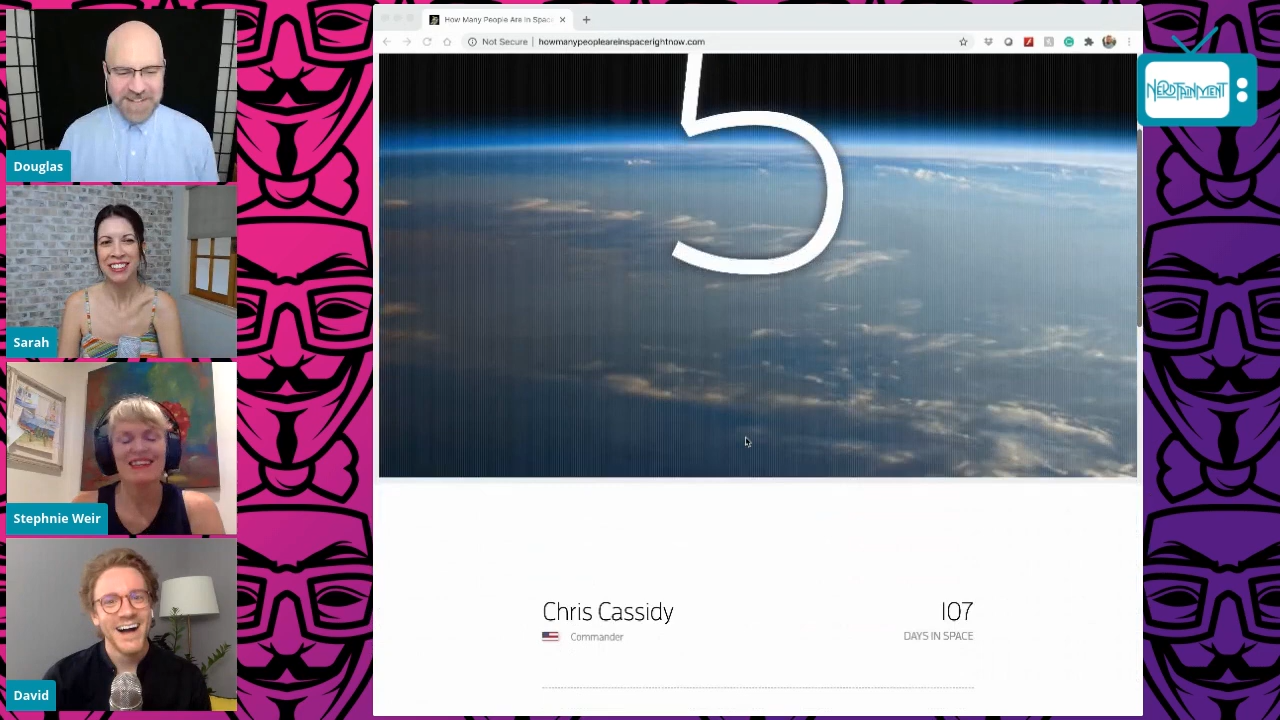 Douglas
Sarah
Stephnie Weir
David
How Many People Are In Spac
Not Secure | howmanypeopleareinspacerightnow.com
5
Chris Cassidy
107
Commander
DAYS IN SPACE
NERDTAINMENT